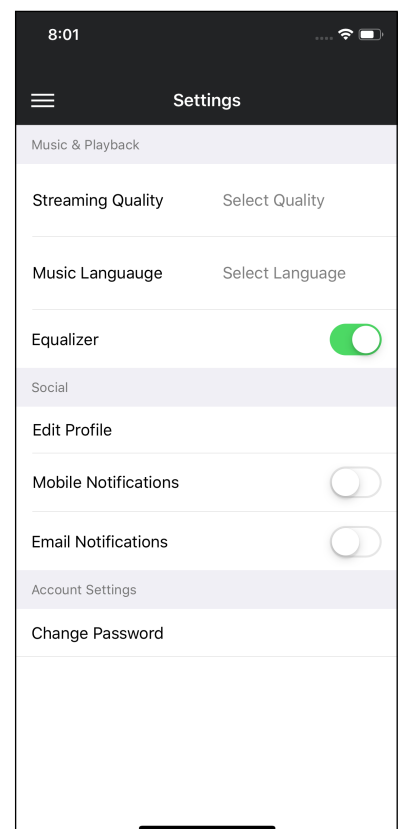 8:01
Settings
Music & Playback
Streaming Quality Select Quality
Music Languauge Select Language
Equalizer
Social
Edit Profile
Mobile Notifications
Email Notifications
Account Settings
Change Password